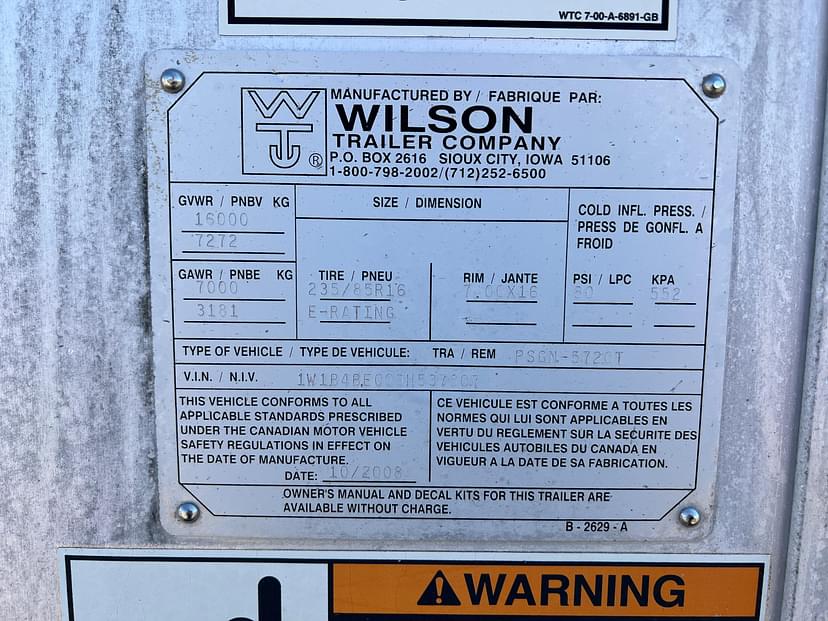 WTC 7-00-A-6891-GB
MANUFACTURED BY / FABRIQUE PAR:
WILSON
TRAILER COMPANY
P.O. BOX 2616 SIOUX CITY, IOWA 51106
1-800-798-2002/(712)252-6500
GVWR / PNBV KG
16000
7272
SIZE / DIMENSION
COLD INFL. PRESS. /
PRESS DE GONFL. A
FROID
GAWR / PNBE KG
7000
3181
TIRE / PNEU
235/85R16
E-RATING
RIM / JANTE
7.00X16
PSI / LPC KPA
80 552
TYPE OF VEHICLE / TYPE DE VEHICULE: TRA / REM PSGN-5720T
V.I.N. / N.I.V.
THIS VEHICLE CONFORMS TO ALL
APPLICABLE STANDARDS PRESCRIBED
UNDER THE CANADIAN MOTOR VEHICLE
SAFETY REGULATIONS IN EFFECT ON
THE DATE OF MANUFACTURE.
DATE: 10/2008
CE VEHICULE EST CONFORME A TOUTES LES
NORMES QUI LUI SONT APPLICABLES EN
VERTU DU REGLEMENT SUR LA SECURITE DES
VEHICULES AUTOBILES DU CANADA EN
VIGUEUR A LA DATE DE SA FABRICATION.
OWNER'S MANUAL AND DECAL KITS FOR THIS TRAILER ARE
AVAILABLE WITHOUT CHARGE.
B - 2629 - A
WARNING